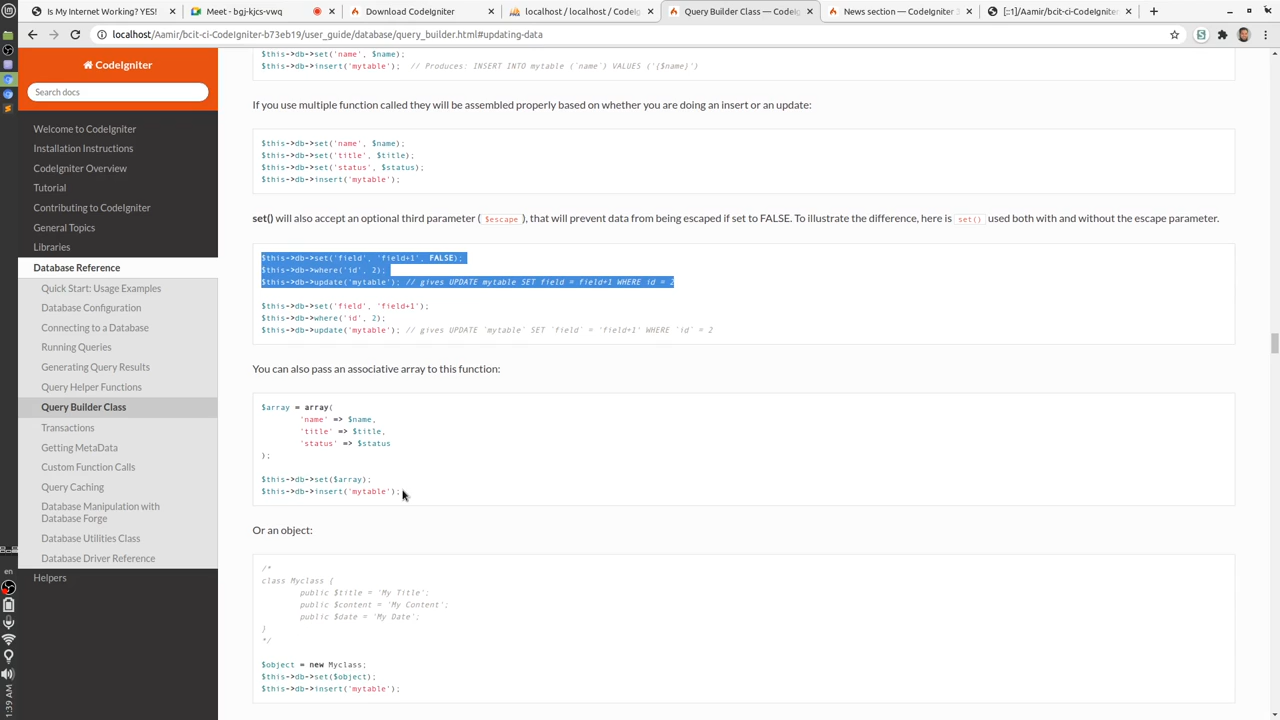 Is My Internet Working? YES!
Meet - bgj-kjcs-vwq
Download CodeIgniter
localhost / localhost / CodeIg
Query Builder Class — CodeIg
News section — CodeIgniter 3
[::1]/Aamir/bcit-ci-CodeIgniter
localhost/Aamir/bcit-ci-CodeIgniter-b73eb19/user_guide/database/query_builder.html#updating-data
CodeIgniter
Search docs
Welcome to CodeIgniter
Installation Instructions
CodeIgniter Overview
Tutorial
Contributing to CodeIgniter
General Topics
Libraries
Database Reference
Quick Start: Usage Examples
Database Configuration
Connecting to a Database
Running Queries
Generating Query Results
Query Helper Functions
Query Builder Class
Transactions
Getting MetaData
Custom Function Calls
Query Caching
Database Manipulation with
Database Forge
Database Utilities Class
Database Driver Reference
Helpers
$this->db->set('name', $name);
$this->db->insert('mytable');  // Produces: INSERT INTO mytable (`name`) VALUES ('{$name}')
If you use multiple function called they will be assembled properly based on whether you are doing an insert or an update:
$this->db->set('name', $name);
$this->db->set('title', $title);
$this->db->set('status', $status);
$this->db->insert('mytable');
set() will also accept an optional third parameter ( $escape ), that will prevent data from being escaped if set to FALSE. To illustrate the difference, here is set() used both with and without the escape parameter.
$this->db->set('field', 'field+1', FALSE);
$this->db->where('id', 2);
$this->db->update('mytable'); // gives UPDATE mytable SET field = field+1 WHERE id = 2
$this->db->set('field', 'field+1');
$this->db->where('id', 2);
$this->db->update('mytable'); // gives UPDATE `mytable` SET `field` = 'field+1' WHERE `id` = 2
You can also pass an associative array to this function:
$array = array(
'name' => $name,
'title' => $title,
'status' => $status
);
$this->db->set($array);
$this->db->insert('mytable');
Or an object:
/*
class Myclass {
public $title = 'My Title';
public $content = 'My Content';
public $date = 'My Date';
}
*/
$object = new Myclass;
$this->db->set($object);
$this->db->insert('mytable');
en
1:39 AM